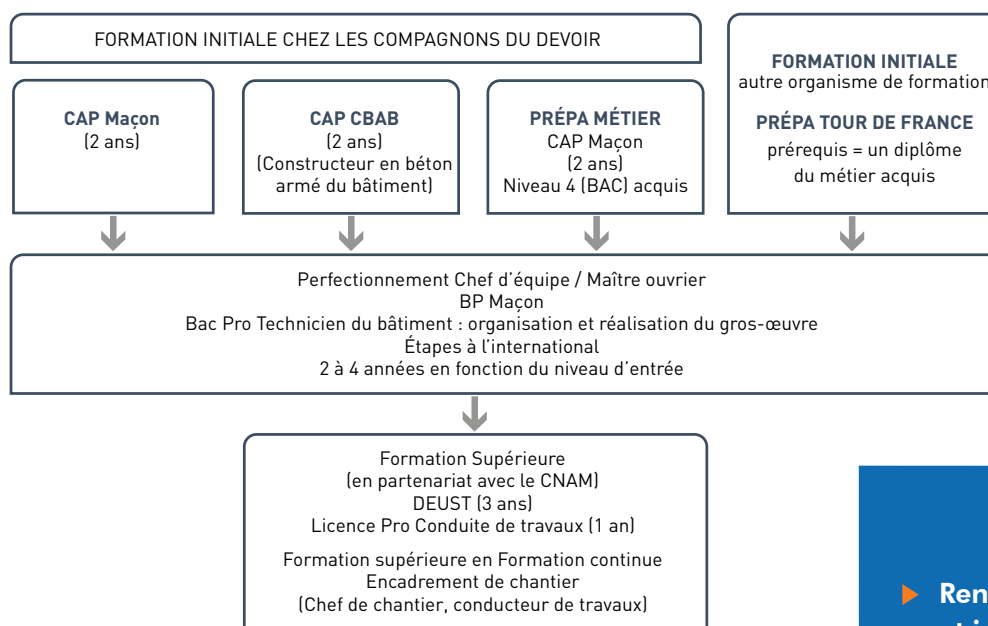 FORMATION INITIALE CHEZ LES COMPAGNONS DU DEVOIR
CAP Maçon
(2 ans)
CAP CBAB
(2 ans)
(Constructeur en béton
armé du bâtiment)
PRÉPA MÉTIER
CAP Maçon
(2 ans)
Niveau 4 (BAC) acquis
FORMATION INITIALE
autre organisme de formation
PRÉPA TOUR DE FRANCE
prérequis = un diplôme
du métier acquis
Perfectionnement Chef d'équipe / Maître ouvrier
BP Maçon
Bac Pro Technicien du bâtiment : organisation et réalisation du gros-œuvre
Étapes à l'international
2 à 4 années en fonction du niveau d'entrée
Formation Supérieure
(en partenariat avec le CNAM)
DEUST (3 ans)
Licence Pro Conduite de travaux (1 an)
Formation supérieure en Formation continue
Encadrement de chantier
(Chef de chantier, conducteur de travaux)
Ren